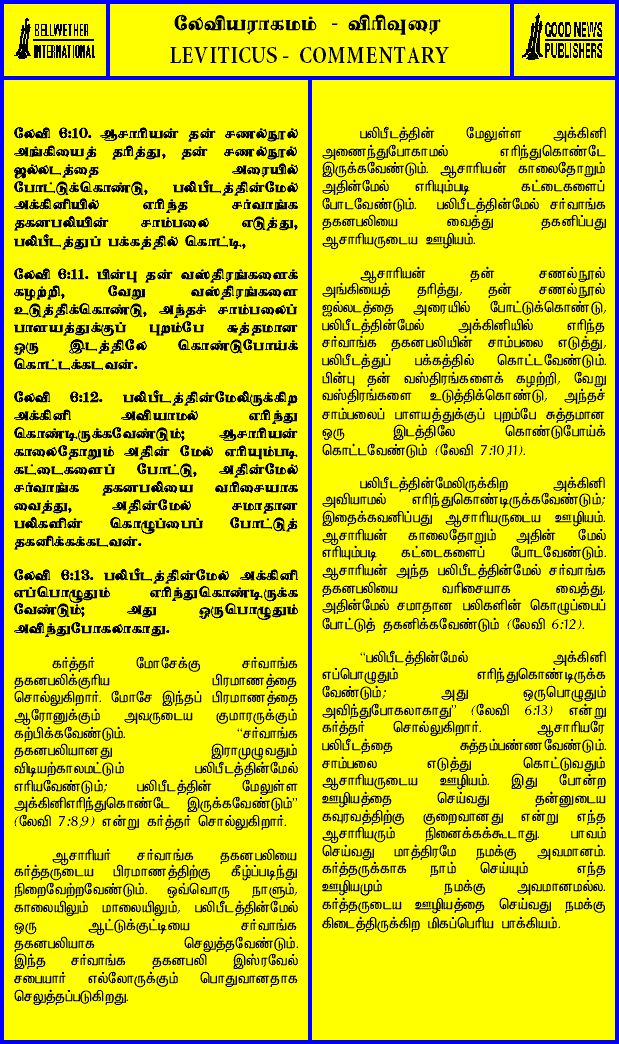 BELLWETHER
INTERNATIONAL
லேவியராகமம் - விரிவுரை
LEVITICUS - COMMENTARY
GOOD NEWS
PUBLISHERS
லேவி 6:10. ஆசாரியன் தன் சணல்நூல்
அங்கியைத் தரித்து, தன் சணல்நூல்
ஜல்லடத்தை அரையில்
போட்டுக்கொண்டு, பலிபீடத்தின்மேல்
அக்கினியில் எரிந்த சர்வாங்க
தகனபலியின் சாம்பலை எடுத்து,
பலிபீடத்துப் பக்கத்தில் கொட்டி,
லேவி 6:11. பின்பு தன் வஸ்திரங்களைக்
கழற்றி, வேறு வஸ்திரங்களை
உடுத்திக்கொண்டு, அந்தச் சாம்பலைப்
பாளயத்துக்குப் புறம்பே சுத்தமான
ஒரு இடத்திலே கொண்டுபோய்க்
கொட்டக்கடவன்.
லேவி 6:12. பலிபீடத்தின்மேலிருக்கிற
அக்கினி அவியாமல் எரிந்து
கொண்டிருக்கவேண்டும்; ஆசாரியன்
காலைதோறும் அதின் மேல் எரியும்படி
கட்டைகளைப் போட்டு, அதின்மேல்
சர்வாங்க தகனபலியை வரிசையாக
வைத்து, அதின்மேல் சமாதான
பலிகளின் கொழுப்பைப் போட்டுத்
தகனிக்கக்கடவன்.
லேவி 6:13. பலிபீடத்தின்மேல் அக்கினி
எப்பொழுதும் எரிந்துகொண்டிருக்க
வேண்டும்; அது ஒருபொழுதும்
அவிந்துபோகலாகாது.
கர்த்தர் மோசேக்கு சர்வாங்க
தகனபலிக்குரிய பிரமாணத்தை
சொல்லுகிறார். மோசே இந்தப் பிரமாணத்தை
ஆரோனுக்கும் அவருடைய குமாரருக்கும்
கற்பிக்கவேண்டும். "சர்வாங்க
தகனபலியானது இராமுழுவதும்
விடியற்காலமட்டும் பலிபீடத்தின்மேல்
எரியவேண்டும்; பலிபீடத்தின் மேலுள்ள
அக்கினிஎரிந்துகொண்டே இருக்கவேண்டும்"
(லேவி 7:8,9) என்று கர்த்தர் சொல்லுகிறார்.
ஆசாரியர் சர்வாங்க தகனபலியை
கர்த்தருடைய பிரமாணத்திற்கு கீழ்ப்படிந்து
நிறைவேற்றவேண்டும். ஒவ்வொரு நாளும்,
காலையிலும் மாலையிலும், பலிபீடத்தின்மேல்
ஒரு ஆட்டுக்குட்டியை சர்வாங்க
தகனபலியாக செலுத்தவேண்டும்.
இந்த சர்வாங்க தகனபலி இஸ்ரவேல்
சபையார் எல்லோருக்கும் பொதுவானதாக
செலுத்தப்படுகிறது.
பலிபீடத்தின் மேலுள்ள அக்கினி
அணைந்துபோகாமல் எரிந்துகொண்டே
இருக்கவேண்டும். ஆசாரியன் காலைதோறும்
அதின்மேல் எரியும்படி கட்டைகளைப்
போடவேண்டும். பலிபீடத்தின்மேல் சர்வாங்க
தகனபலியை வைத்து தகனிப்பது
ஆசாரியருடைய ஊழியம்.
ஆசாரியன் தன் சணல்நூல்
அங்கியைத் தரித்து, தன் சணல்நூல்
ஜல்லடத்தை அரையில் போட்டுக்கொண்டு,
பலிபீடத்தின்மேல் அக்கினியில் எரிந்த
சர்வாங்க தகனபலியின் சாம்பலை எடுத்து,
பலிபீடத்துப் பக்கத்தில் கொட்டவேண்டும்.
பின்பு தன் வஸ்திரங்களைக் கழற்றி, வேறு
வஸ்திரங்களை உடுத்திக்கொண்டு, அந்தச்
சாம்பலைப் பாளயத்துக்குப் புறம்பே சுத்தமான
ஒரு இடத்திலே கொண்டுபோய்க்
கொட்டவேண்டும் (லேவி 7:10,11).
பலிபீடத்தின்மேலிருக்கிற அக்கினி
அவியாமல் எரிந்துகொண்டிருக்கவேண்டும்;
இதைக்கவனிப்பது ஆசாரியருடைய ஊழியம்.
ஆசாரியன் காலைதோறும் அதின் மேல்
எரியும்படி கட்டைகளைப் போடவேண்டும்.
ஆசாரியன் அந்த பலிபீடத்தின்மேல் சர்வாங்க
தகனபலியை வரிசையாக வைத்து,
அதின்மேல் சமாதான பலிகளின் கொழுப்பைப்
போட்டுத் தகனிக்கவேண்டும் (லேவி 6:12).
"பலிபீடத்தின்மேல் அக்கினி
எப்பொழுதும் எரிந்துகொண்டிருக்க
வேண்டும்; அது ஒருபொழுதும்
அவிந்துபோகலாகாது" (லேவி 6:13) என்று
கர்த்தர் சொல்லுகிறார். ஆசாரியரே
பலிபீடத்தை சுத்தம்பண்ணவேண்டும்.
சாம்பலை எடுத்து கொட்டுவதும்
ஆசாரியருடைய ஊழியம். இது போன்ற
ஊழியத்தை செய்வது தன்னுடைய
கவுரவத்திற்கு குறைவானது என்று எந்த
ஆசாரியரும் நினைக்கக்கூடாது. பாவம்
செய்வது மாத்திரமே நமக்கு அவமானம்.
கர்த்தருக்காக நாம் செய்யும் எந்த
ஊழியமும் நமக்கு அவமானமல்ல.
கர்த்தருடைய ஊழியத்தை செய்வது நமக்கு
கிடைத்திருக்கிற மிகப்பெரிய பாக்கியம்.